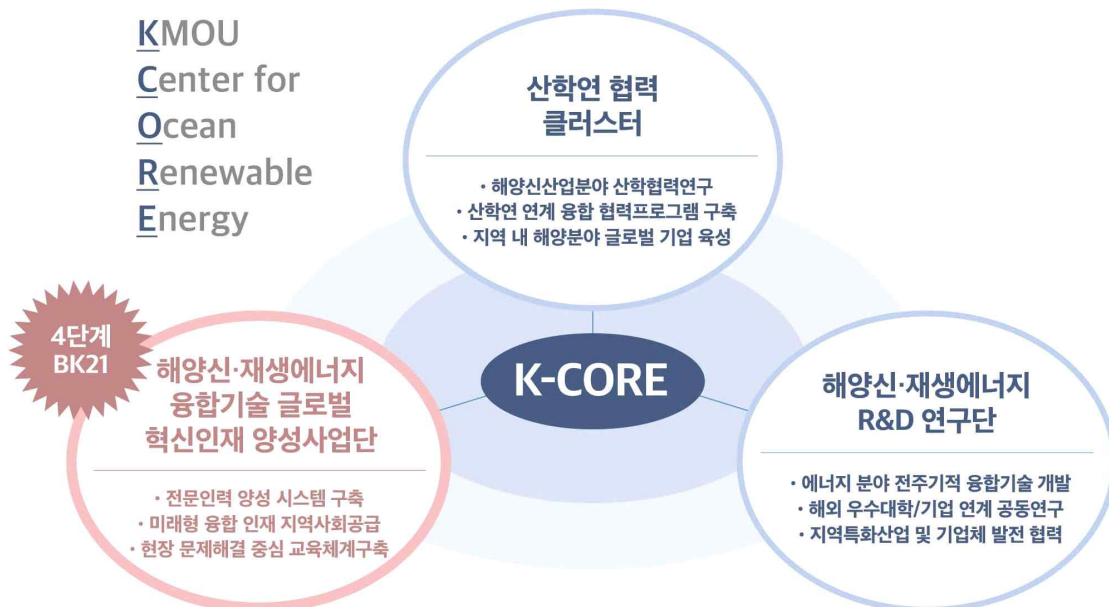 KMOU
Center for
Ocean
Renewable
Energy
산학연 협력
클러스터
· 해양신산업분야 산학협력연구
· 산학연 연계 융합 협력프로그램 구축
· 지역 내 해양분야 글로벌 기업 육성
K-CORE
4단계
BK21
해양신·재생에너지
융합기술 글로벌
혁신인재 양성사업단
· 전문인력 양성 시스템 구축
· 미래형 융합 인재 지역사회공급
· 현장 문제해결 중심 교육체계구축
해양신·재생에너지
R&D 연구단
· 에너지 분야 전주기적 융합기술 개발
· 해외 우수대학/기업 연계 공동연구
· 지역특화산업 및 기업체 발전 협력